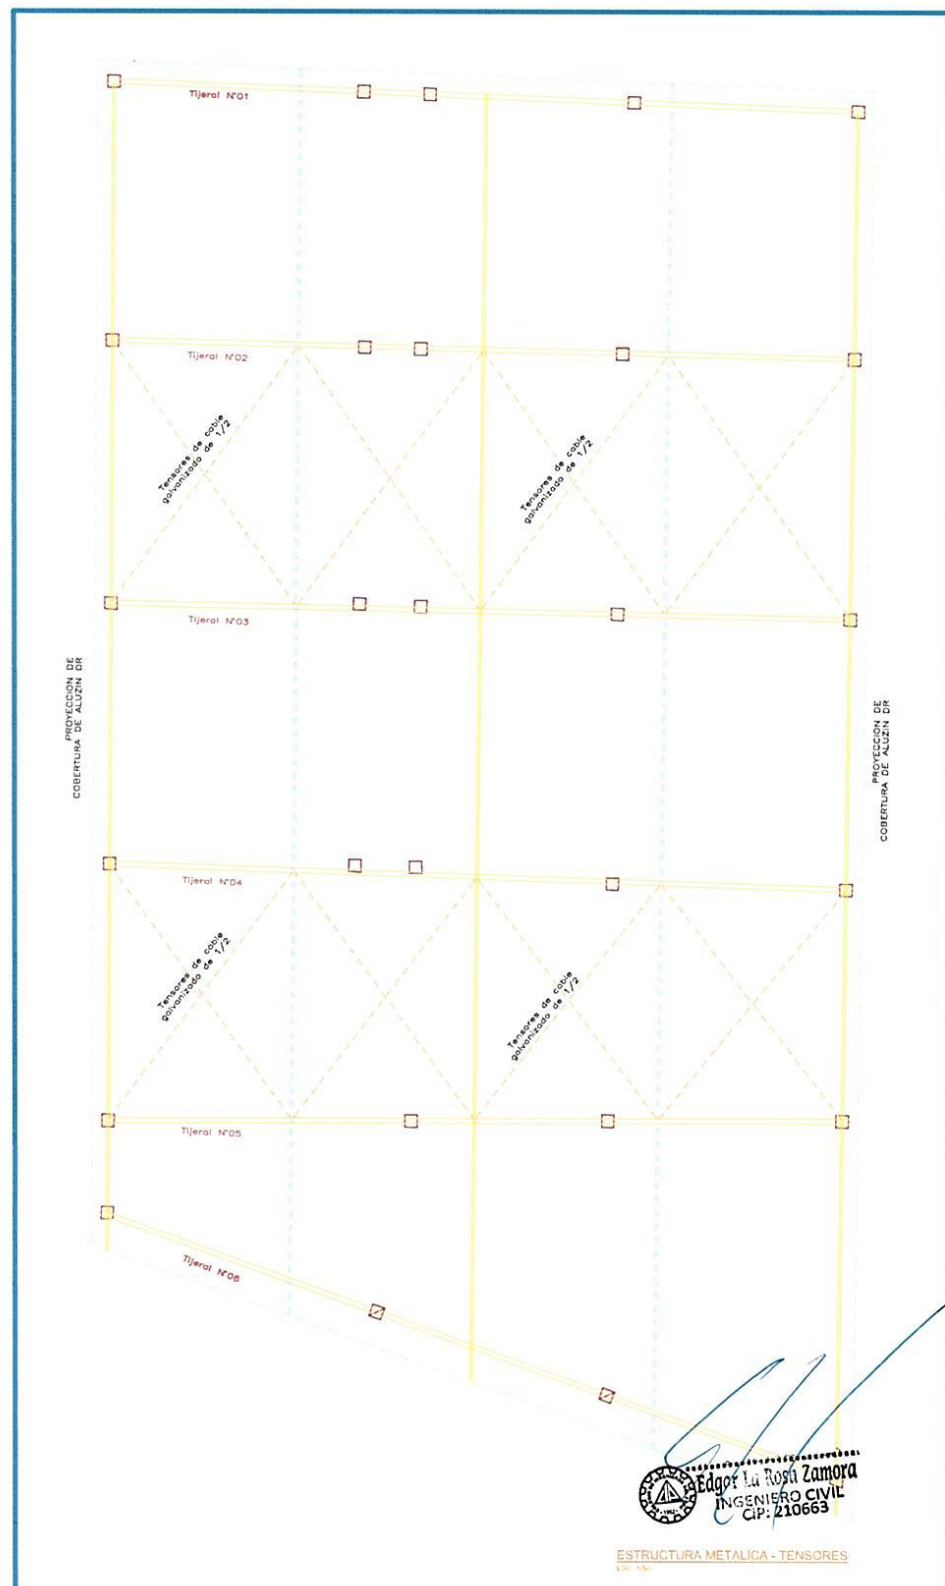 Tijeral N°01
Tijeral N°02
Tensores de cable
galvanizado de 1/2
Tensores de cable
galvanizado de 1/2
Tijeral N°03
PROYECCION DE
COBERTURA DE ALUZIN DR
PROYECCION DE
COBERTURA DE ALUZIN DR
Tijeral N°04
Tensores de cable
galvanizado de 1/2
Tensores de cable
galvanizado de 1/2
Tijeral N°05
Tijeral N°06
Edgar La Rosa Zamora
INGENIERO CIVIL
CIP: 210663
ESTRUCTURA METALICA - TENSORES